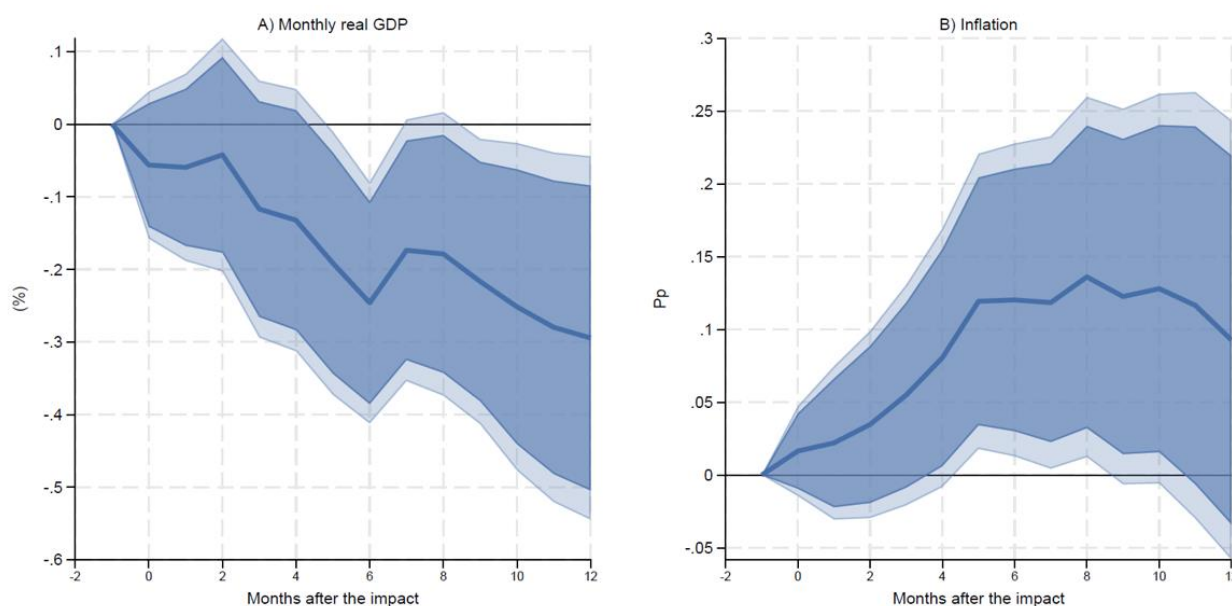 A) Monthly real GDP
.1
0
-.1
-.2
-.3
-.4
-.5
-.6
(%)
-2 0 2 4 6 8 10 12
Months after the impact
B) Inflation
.3
.25
.2
.15
.1
.05
0
-.05
Pp
-2 0 2 4 6 8 10 1
Months after the impact